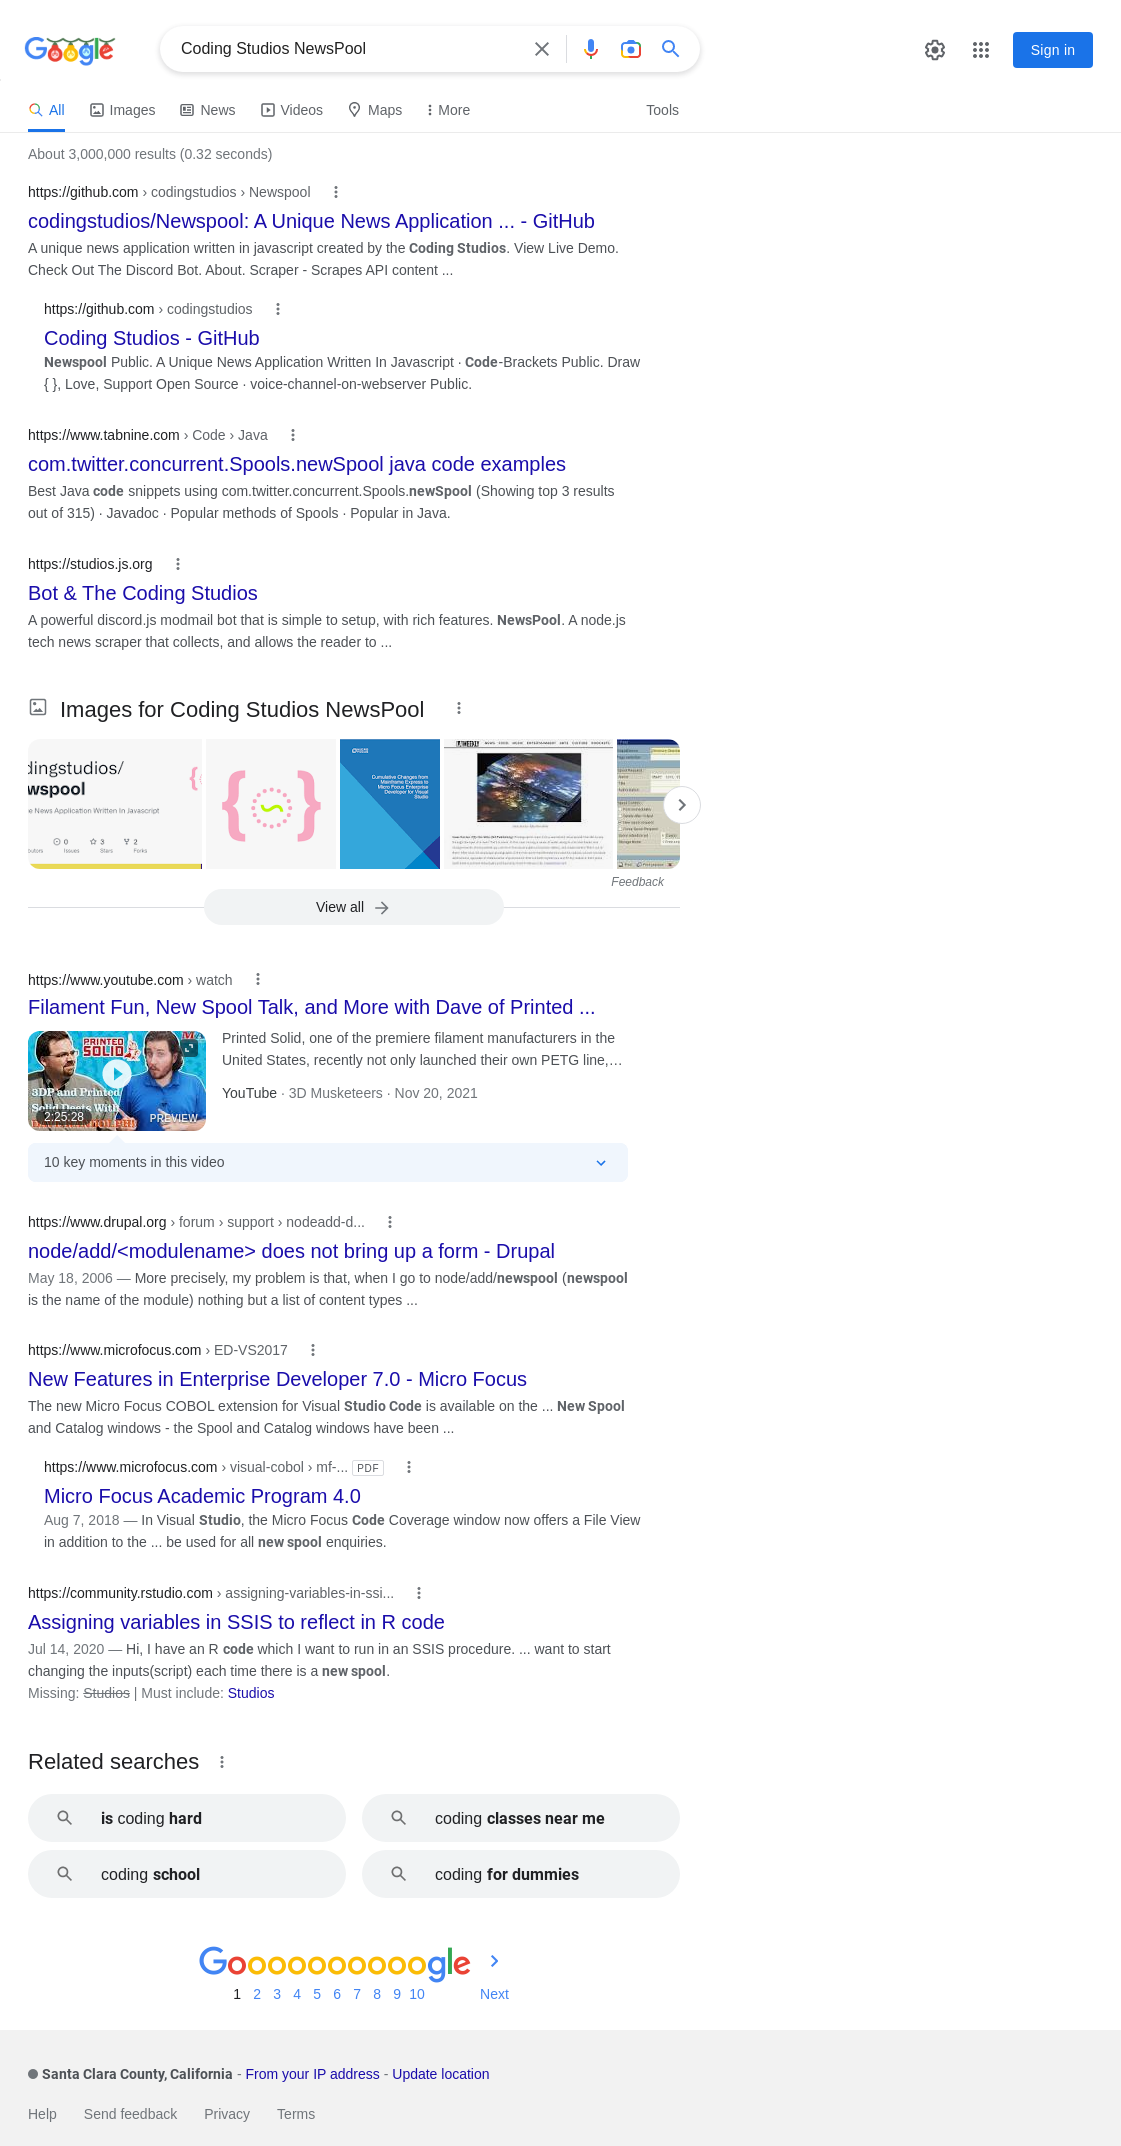 Google
Coding Studios NewsPool
Sign in
All
Images
News
Videos
Maps
More
Tools
About 3,000,000 results (0.32 seconds)
https://github.com › codingstudios › Newspool
codingstudios/Newspool: A Unique News Application ... - GitHub
A unique news application written in javascript created by the Coding Studios. View Live Demo.
Check Out The Discord Bot. About. Scraper - Scrapes API content ...
https://github.com › codingstudios
Coding Studios - GitHub
Newspool Public. A Unique News Application Written In Javascript · Code-Brackets Public. Draw
{ }, Love, Support Open Source · voice-channel-on-webserver Public.
https://www.tabnine.com › Code › Java
com.twitter.concurrent.Spools.newSpool java code examples
Best Java code snippets using com.twitter.concurrent.Spools.newSpool (Showing top 3 results
out of 315) · Javadoc · Popular methods of Spools · Popular in Java.
https://studios.js.org
Bot & The Coding Studios
A powerful discord.js modmail bot that is simple to setup, with rich features. NewsPool. A node.js
tech news scraper that collects, and allows the reader to ...
Images for Coding Studios NewsPool
dingstudios/
wspool
e News Application Written In Javascript
0
3
2
Issues
Stars
Forks
Cumulative Changes from
Mainframe Express to
Micro Focus Enterprise
Developer for Visual
Studio
Feedback
View all
https://www.youtube.com › watch
Filament Fun, New Spool Talk, and More with Dave of Printed ...
PRINTED
SOLID
3DP and Printed
Solid Deets With
2:25:28
PREVIEW
Printed Solid, one of the premiere filament manufacturers in the
United States, recently not only launched their own PETG line,…
YouTube · 3D Musketeers · Nov 20, 2021
10 key moments in this video
https://www.drupal.org › forum › support › nodeadd-d...
node/add/<modulename> does not bring up a form - Drupal
May 18, 2006 — More precisely, my problem is that, when I go to node/add/newspool (newspool
is the name of the module) nothing but a list of content types ...
https://www.microfocus.com › ED-VS2017
New Features in Enterprise Developer 7.0 - Micro Focus
The new Micro Focus COBOL extension for Visual Studio Code is available on the ... New Spool
and Catalog windows - the Spool and Catalog windows have been ...
https://www.microfocus.com › visual-cobol › mf-... PDF
Micro Focus Academic Program 4.0
Aug 7, 2018 — In Visual Studio, the Micro Focus Code Coverage window now offers a File View
in addition to the ... be used for all new spool enquiries.
https://community.rstudio.com › assigning-variables-in-ssi...
Assigning variables in SSIS to reflect in R code
Jul 14, 2020 — Hi, I have an R code which I want to run in an SSIS procedure. ... want to start
changing the inputs(script) each time there is a new spool.
Missing: Studios | Must include: Studios
Related searches
is coding hard
coding classes near me
coding school
coding for dummies
Goooooooooogle
1 2 3 4 5 6 7 8 9 10 Next
Santa Clara County, California - From your IP address - Update location
Help
Send feedback
Privacy
Terms